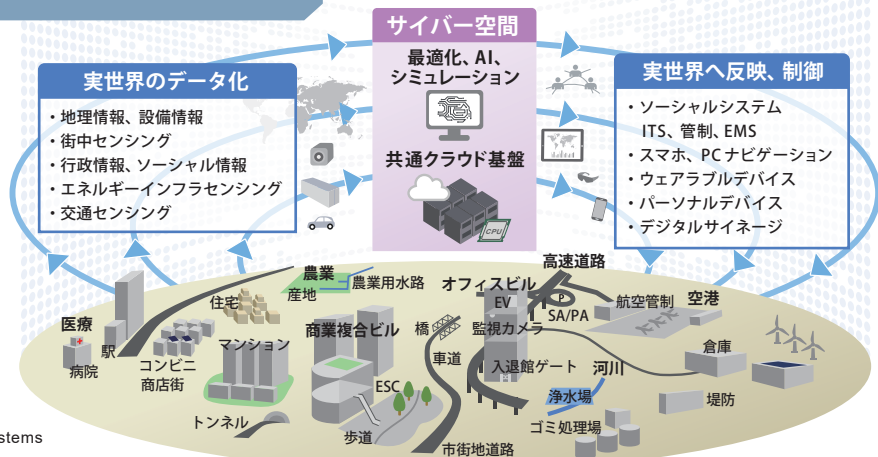 サイバー空間
最適化、AI、
シミュレーション
共通クラウド基盤
CPU
実世界のデータ化
・地理情報、設備情報
・街中センシング
・行政情報、ソーシャル情報
・エネルギーインフラセンシング
・交通センシング
実世界へ反映、制御
・ソーシャルシステム
ITS、管制、EMS
・スマホ、PCナビゲーション
・ウェアラブルデバイス
・パーソナルデバイス
・デジタルサイネージ
医療
病院
駅
コンビニ
商店街
住宅
マンション
トンネル
農業
産地
農業用水路
商業複合ビル
ESC
歩道
橋
車道
市街地道路
オフィスビル
EV
監視カメラ
入退館ゲート
高速道路
P
SA/PA
航空管制
空港
河川
浄水場
ゴミ処理場
倉庫
堤防
stems